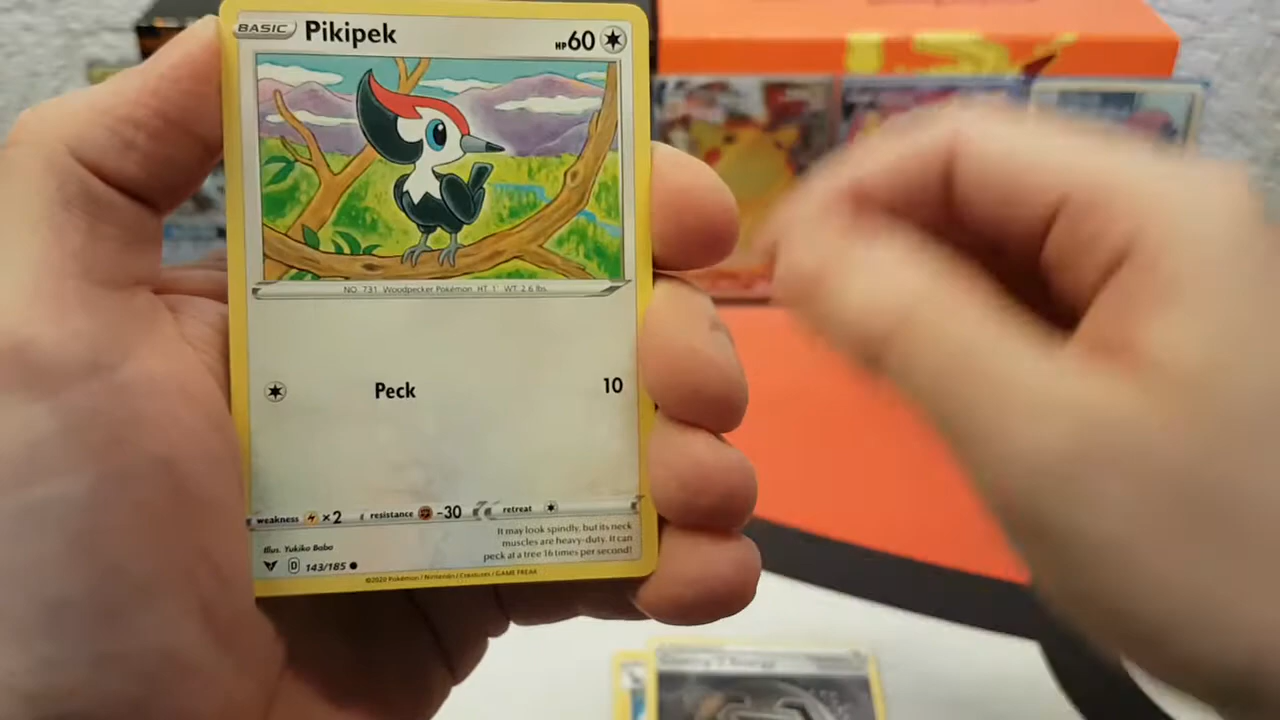 BASIC Pikipek HP60
NO. 731 Woodpecker Pokémon HT 1' WT 2.6 lbs.
Peck 10
weakness ×2 resistance -30 retreat
It may look spindly, but its neck
muscles are heavy-duty. It can
peck at a tree 16 times per second!
Illus. Yukiko Baba
D 143/185
©2020 Pokémon / Nintendo / Creatures / GAME FREAK
Energy